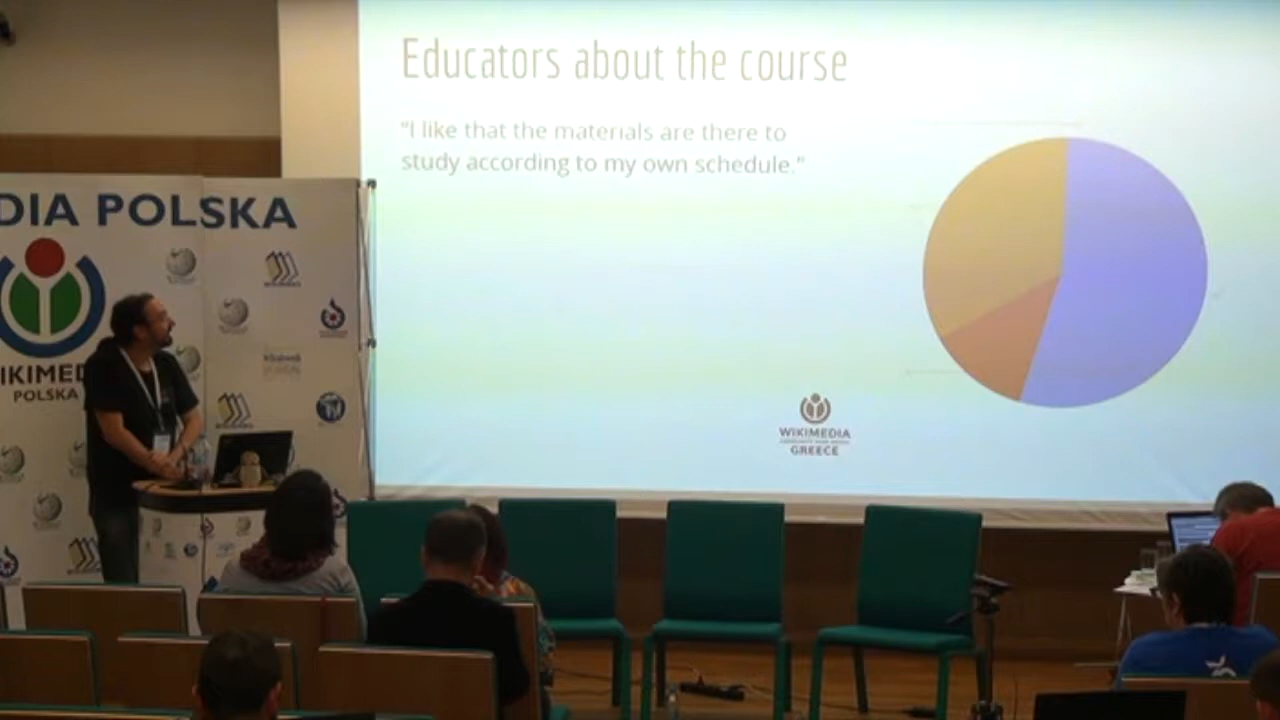 Educators about the course
"I like that the materials are there to
study according to my own schedule."
DIA POLSKA
IKIMED
POLSKA
WIKIMEDIA
GREECE